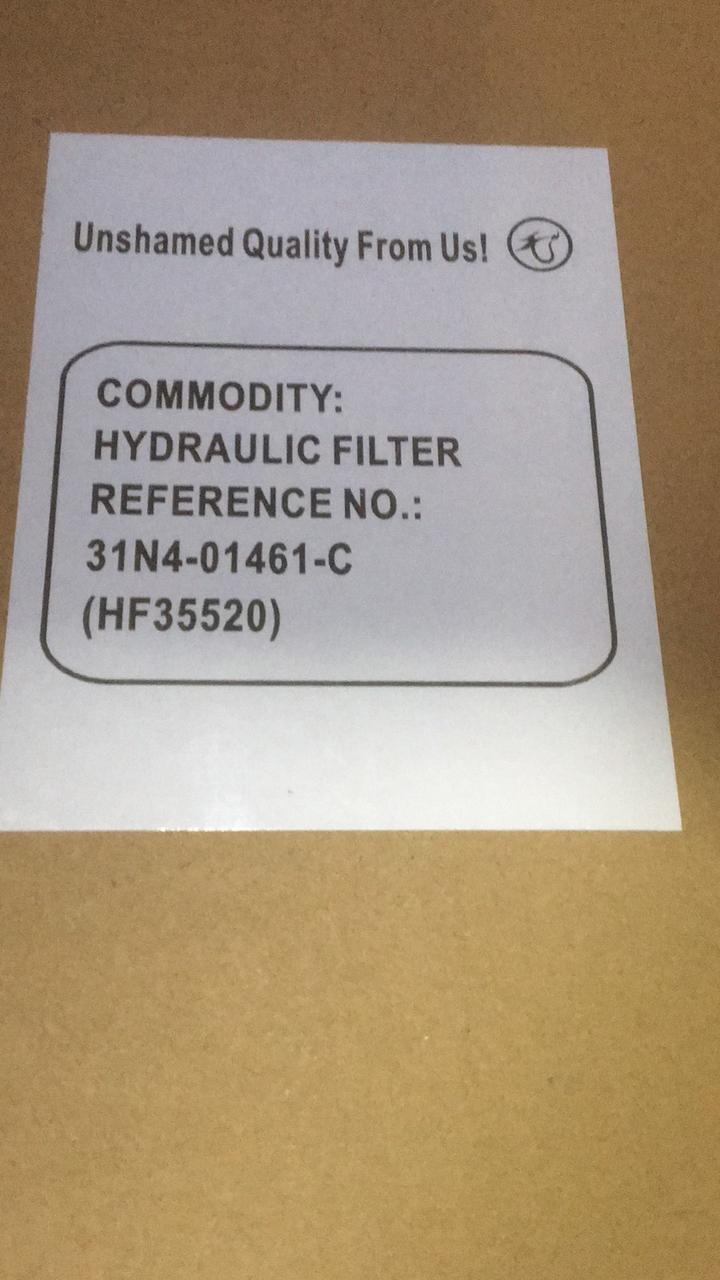 Unshamed Quality From Us!
COMMODITY:
HYDRAULIC FILTER
REFERENCE NO.:
31N4-01461-C
(HF35520)